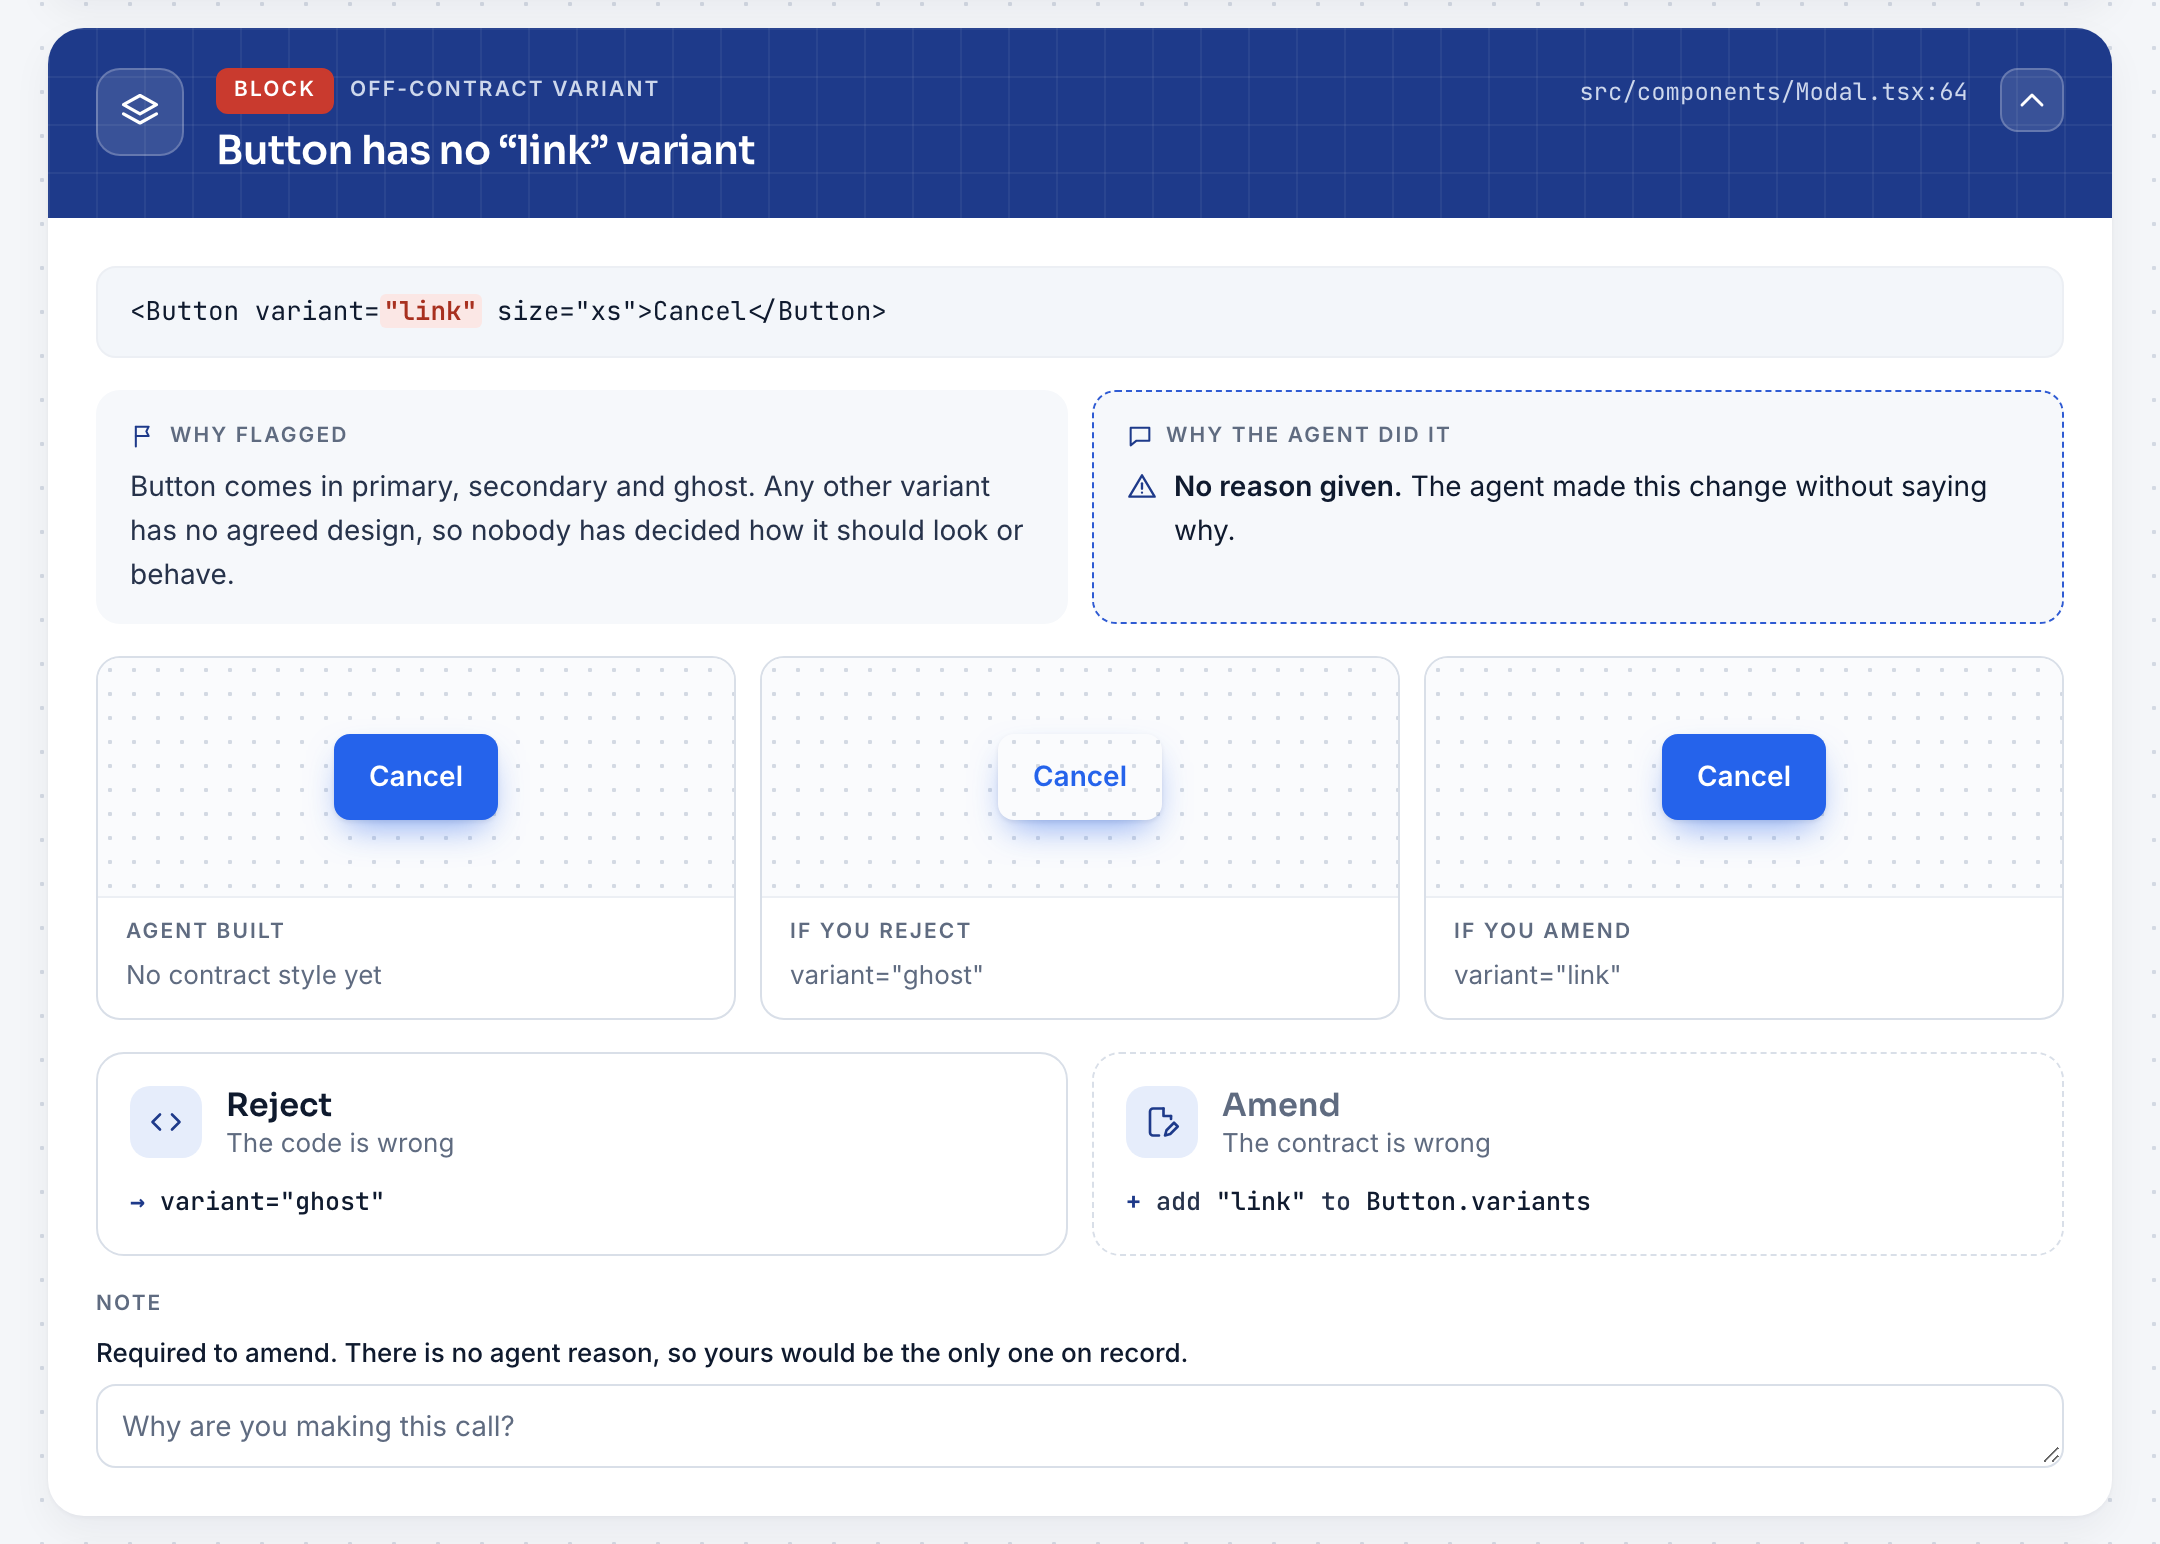 BLOCK OFF-CONTRACT VARIANT
src/components/Modal.tsx:64
Button has no “link” variant
<Button variant="link" size="xs">Cancel</Button>
WHY FLAGGED
Button comes in primary, secondary and ghost. Any other variant
has no agreed design, so nobody has decided how it should look or
behave.
WHY THE AGENT DID IT
No reason given. The agent made this change without saying
why.
Cancel
AGENT BUILT
No contract style yet
Cancel
IF YOU REJECT
variant="ghost"
Cancel
IF YOU AMEND
variant="link"
Reject
The code is wrong
→ variant="ghost"
Amend
The contract is wrong
+ add "link" to Button.variants
NOTE
Required to amend. There is no agent reason, so yours would be the only one on record.
Why are you making this call?